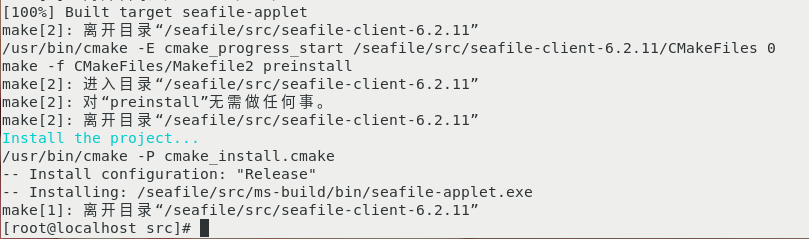 [100%] Built target seafile-applet
make[2]: 离开目录“/seafile/src/seafile-client-6.2.11”
/usr/bin/cmake -E cmake_progress_start /seafile/src/seafile-client-6.2.11/CMakeFiles 0
make -f CMakeFiles/Makefile2 preinstall
make[2]: 进入目录“/seafile/src/seafile-client-6.2.11”
make[2]: 对“preinstall”无需做任何事。
make[2]: 离开目录“/seafile/src/seafile-client-6.2.11”
Install the project...
/usr/bin/cmake -P cmake_install.cmake
-- Install configuration: "Release"
-- Installing: /seafile/src/ms-build/bin/seafile-applet.exe
make[1]: 离开目录“/seafile/src/seafile-client-6.2.11”
[root@localhost src]#